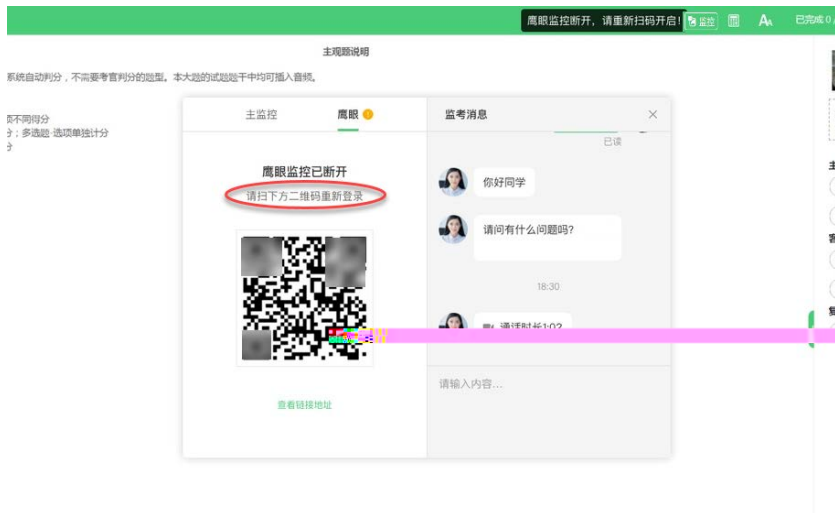 鹰眼监控断开，请重新扫码开启！
监控
AA
已完成 0 /
主观题说明
系统自动判分，不需要考官判分的题型。本大题的试题题干中均可插入音频。
项不同得分
分；多选题·选项单独计分
分
主监控
鹰眼
鹰眼监控已断开
请扫下方二维码重新登录
查看链接地址
监考消息
已读
你好同学
请问有什么问题吗？
18:30
通话时长1:02
请输入内容...
主
客